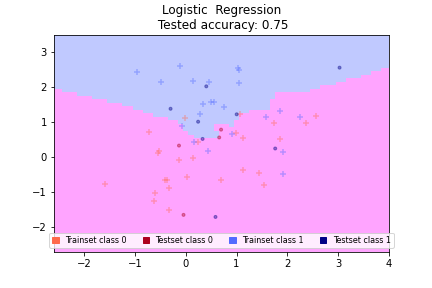 Logistic Regression
Tested accuracy: 0.75
3
2
1
0
−1
−2
Trainset class 0 Testset class 0 Trainset class 1 Testset class 1
−2 −1 0 1 2 3 4